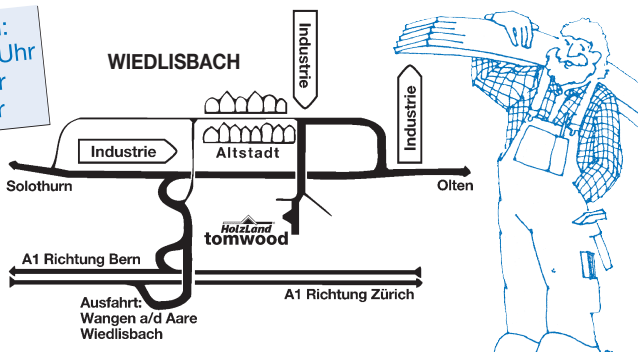 :
Uhr
r
r
WIEDLISBACH
Industrie
Industrie
Industrie
Altstadt
Solothurn
Olten
HolzLand
tomwood
A1 Richtung Bern
A1 Richtung Zürich
Ausfahrt:
Wangen a/d Aare
Wiedlisbach